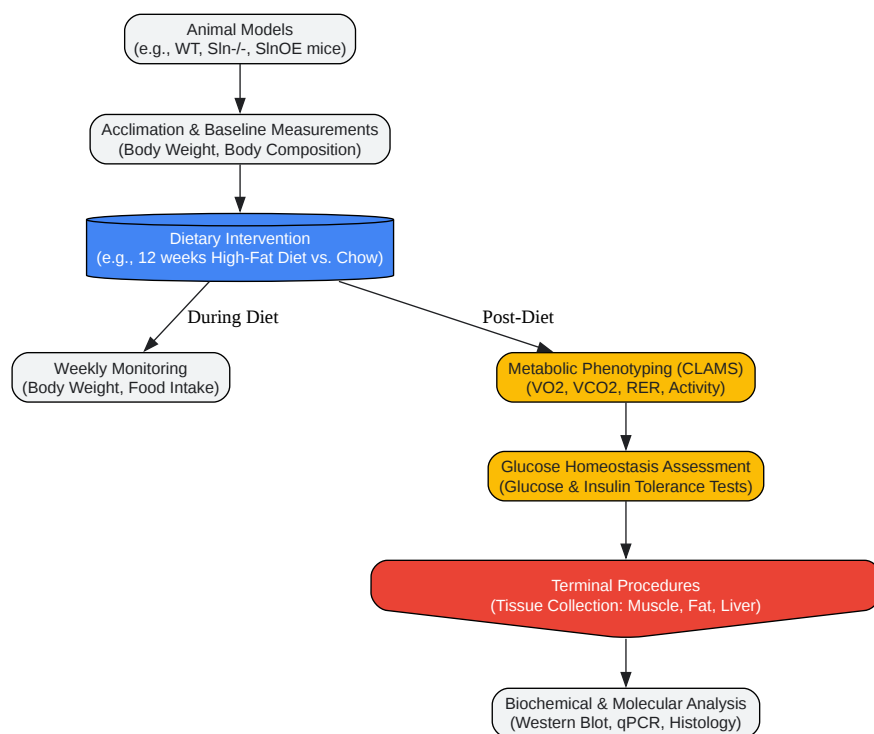 Animal Models
(e.g., WT, Sln-/-, SlnOE mice)
Acclimation & Baseline Measurements
(Body Weight, Body Composition)
Dietary Intervention
(e.g., 12 weeks High-Fat Diet vs. Chow)
During Diet
Post-Diet
Weekly Monitoring
(Body Weight, Food Intake)
Metabolic Phenotyping (CLAMS)
(VO2, VCO2, RER, Activity)
Glucose Homeostasis Assessment
(Glucose & Insulin Tolerance Tests)
Terminal Procedures
(Tissue Collection: Muscle, Fat, Liver)
Biochemical & Molecular Analysis
(Western Blot, qPCR, Histology)